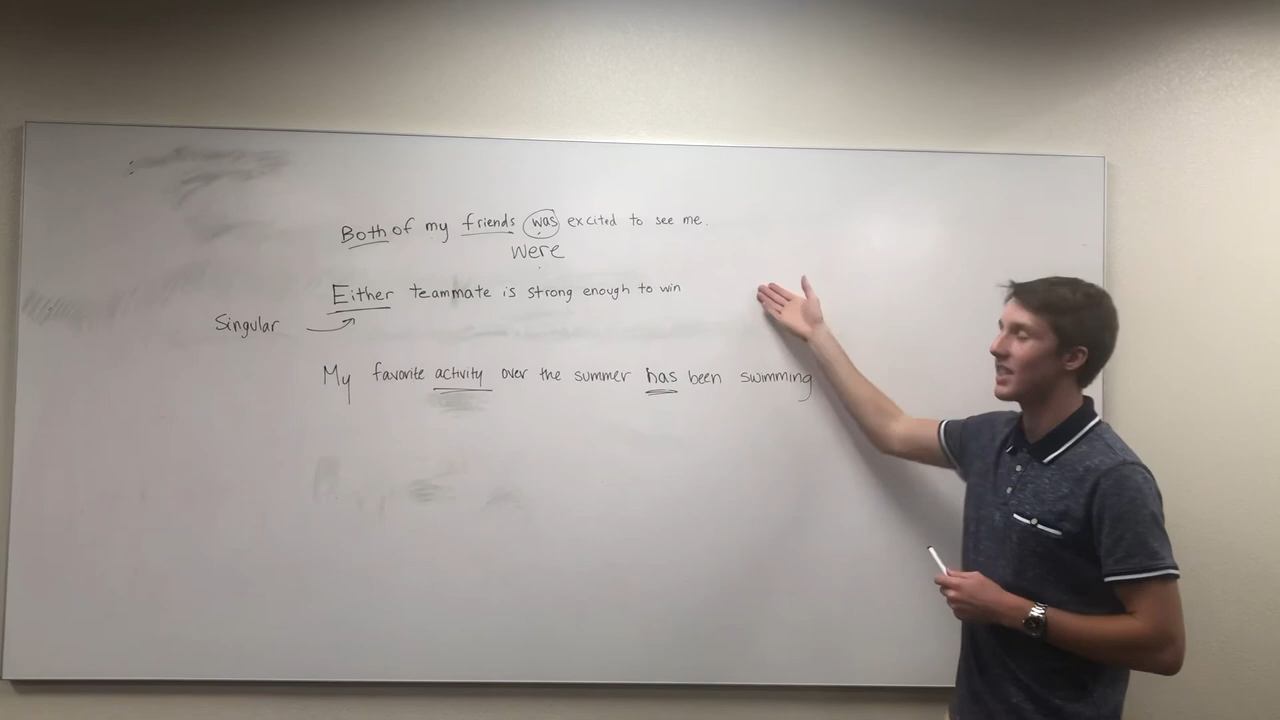 Both of my friends was excited to see me.
were
Either teammate is strong enough to win
Singular
My favorite activity over the summer has been swimming